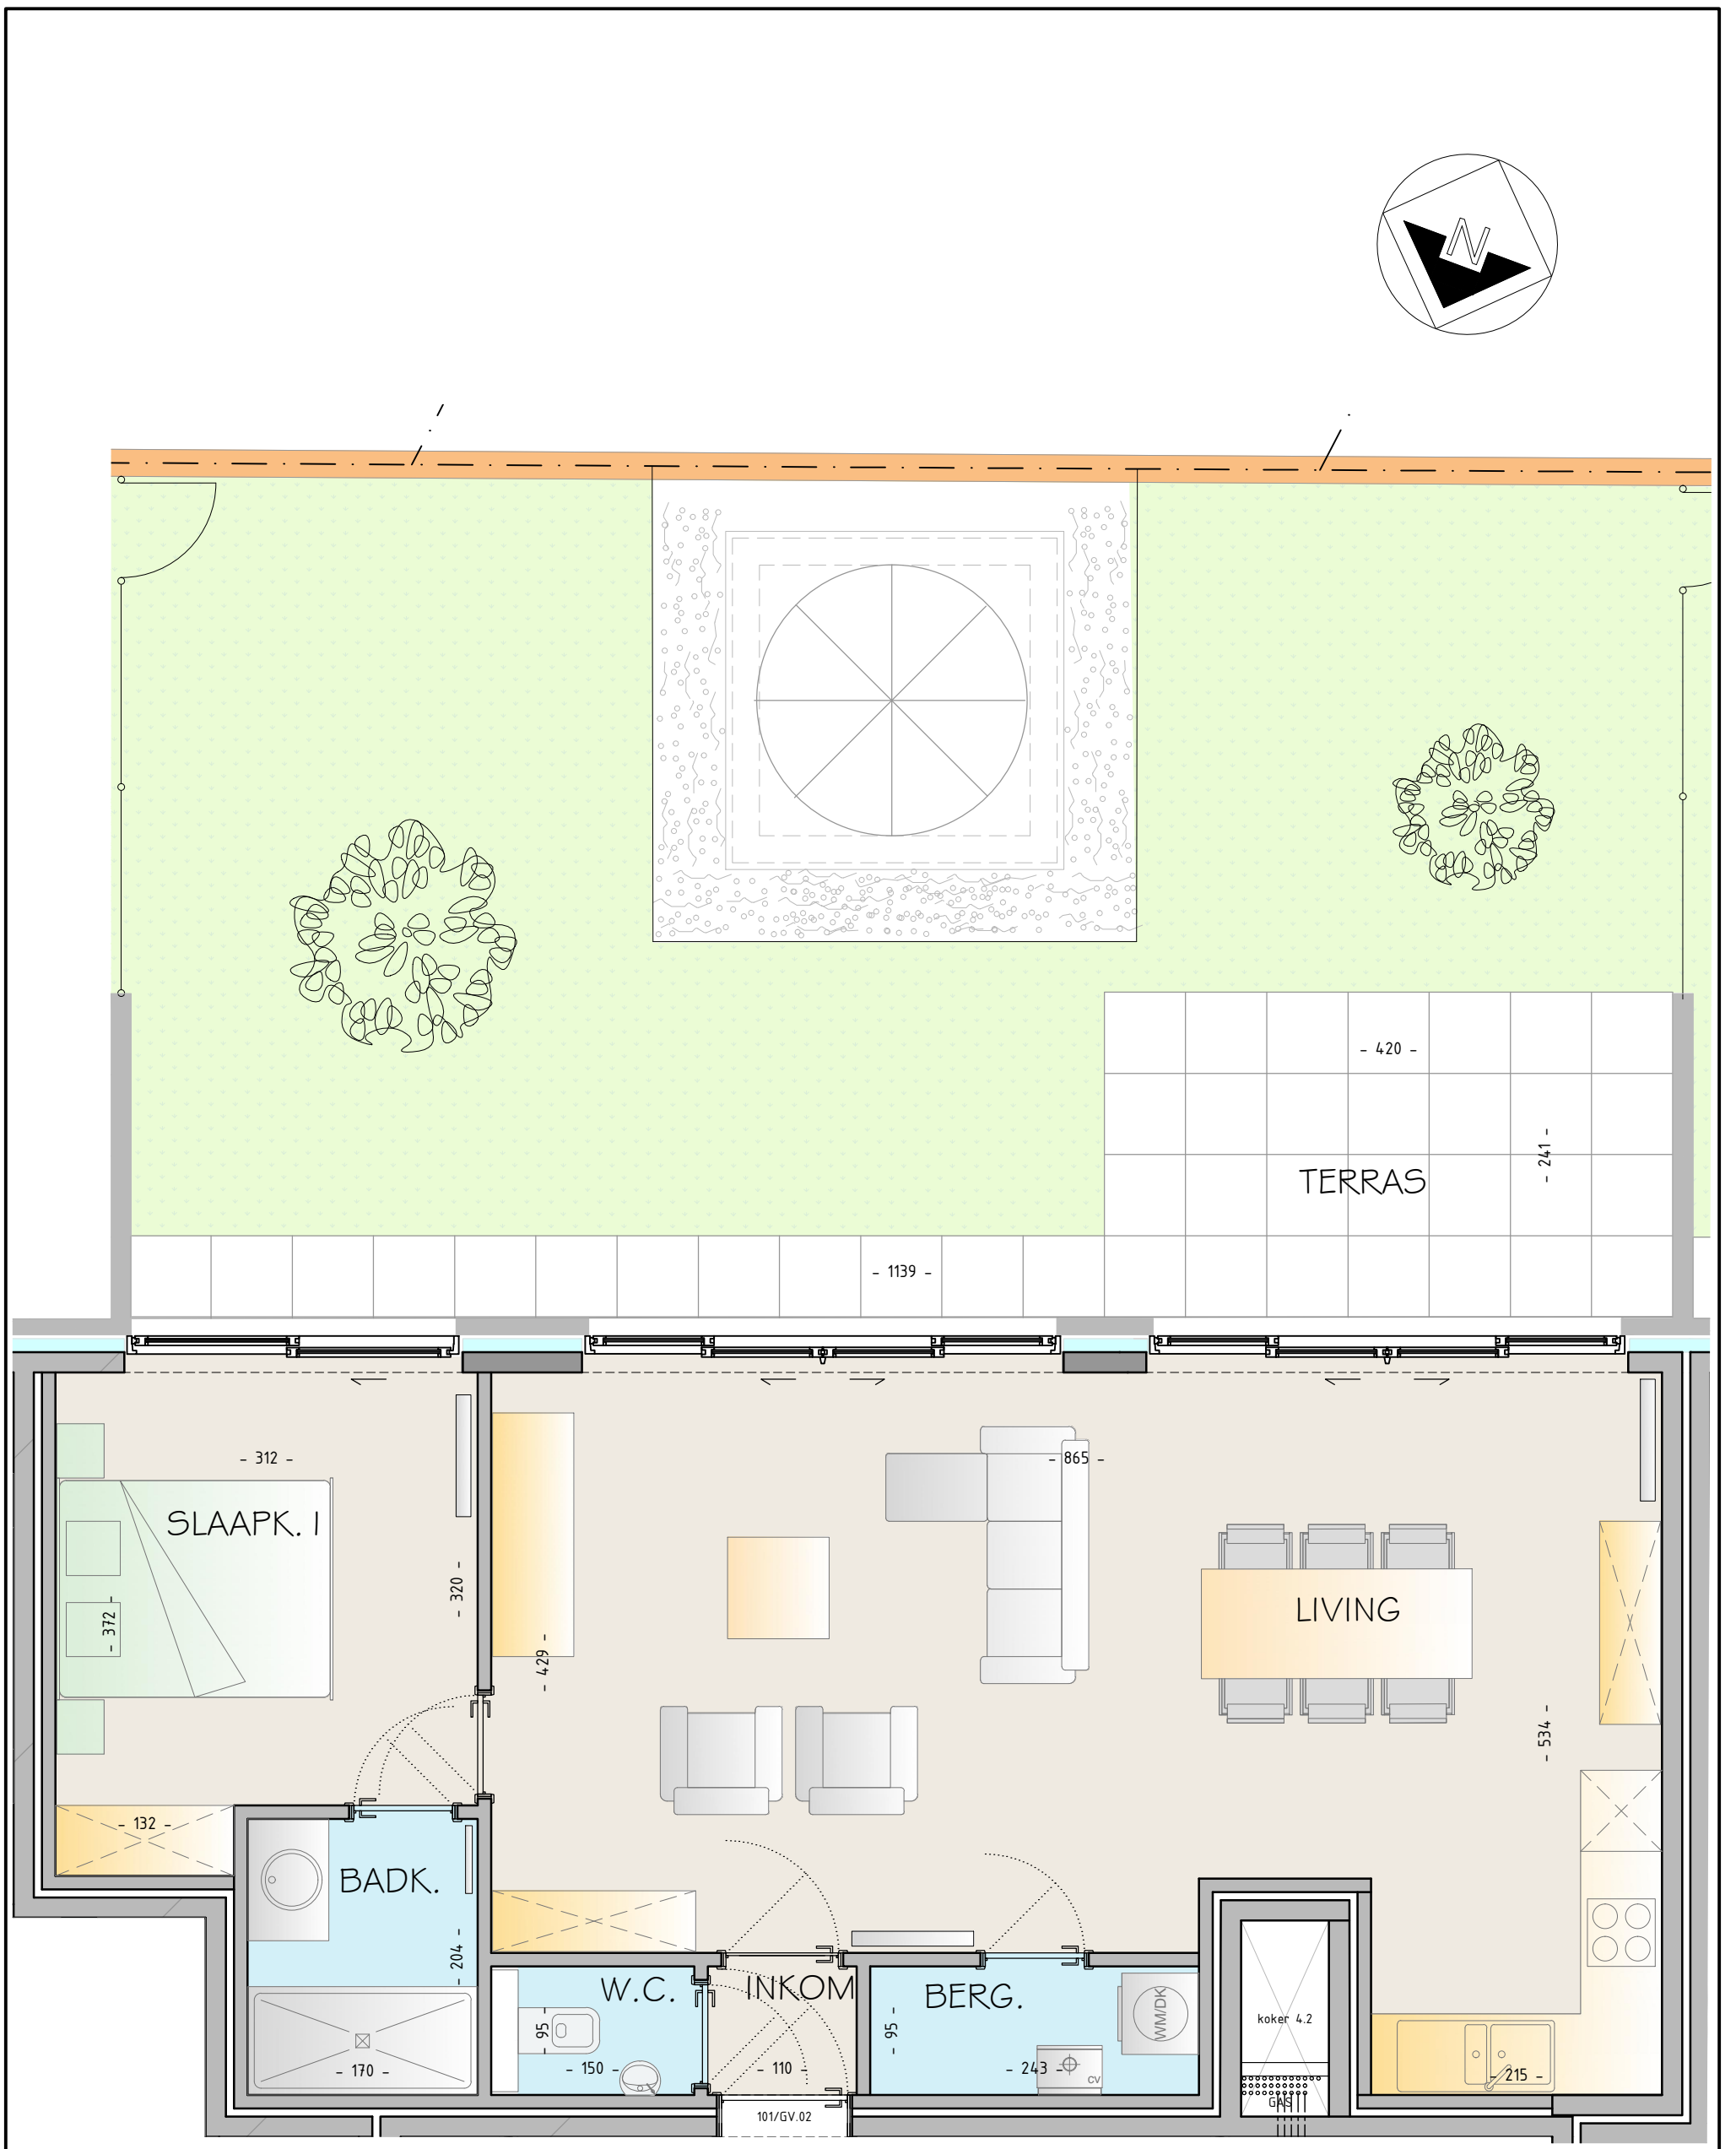 N
- 420 -
- 241 -
TERRAS
- 1139 -
- 312 -
- 865 -
SLAAPK. 1
- 320 -
- 372 -
- 429 -
LIVING
- 534 -
- 132 -
BADK.
- 204 -
W.C.
INKOM
BERG.
WM/DK
koker 4.2
- 95 -
- 95 -
- 170 -
- 150 -
- 110 -
- 243 -
CV
- 215 -
GAS
101/GV.02